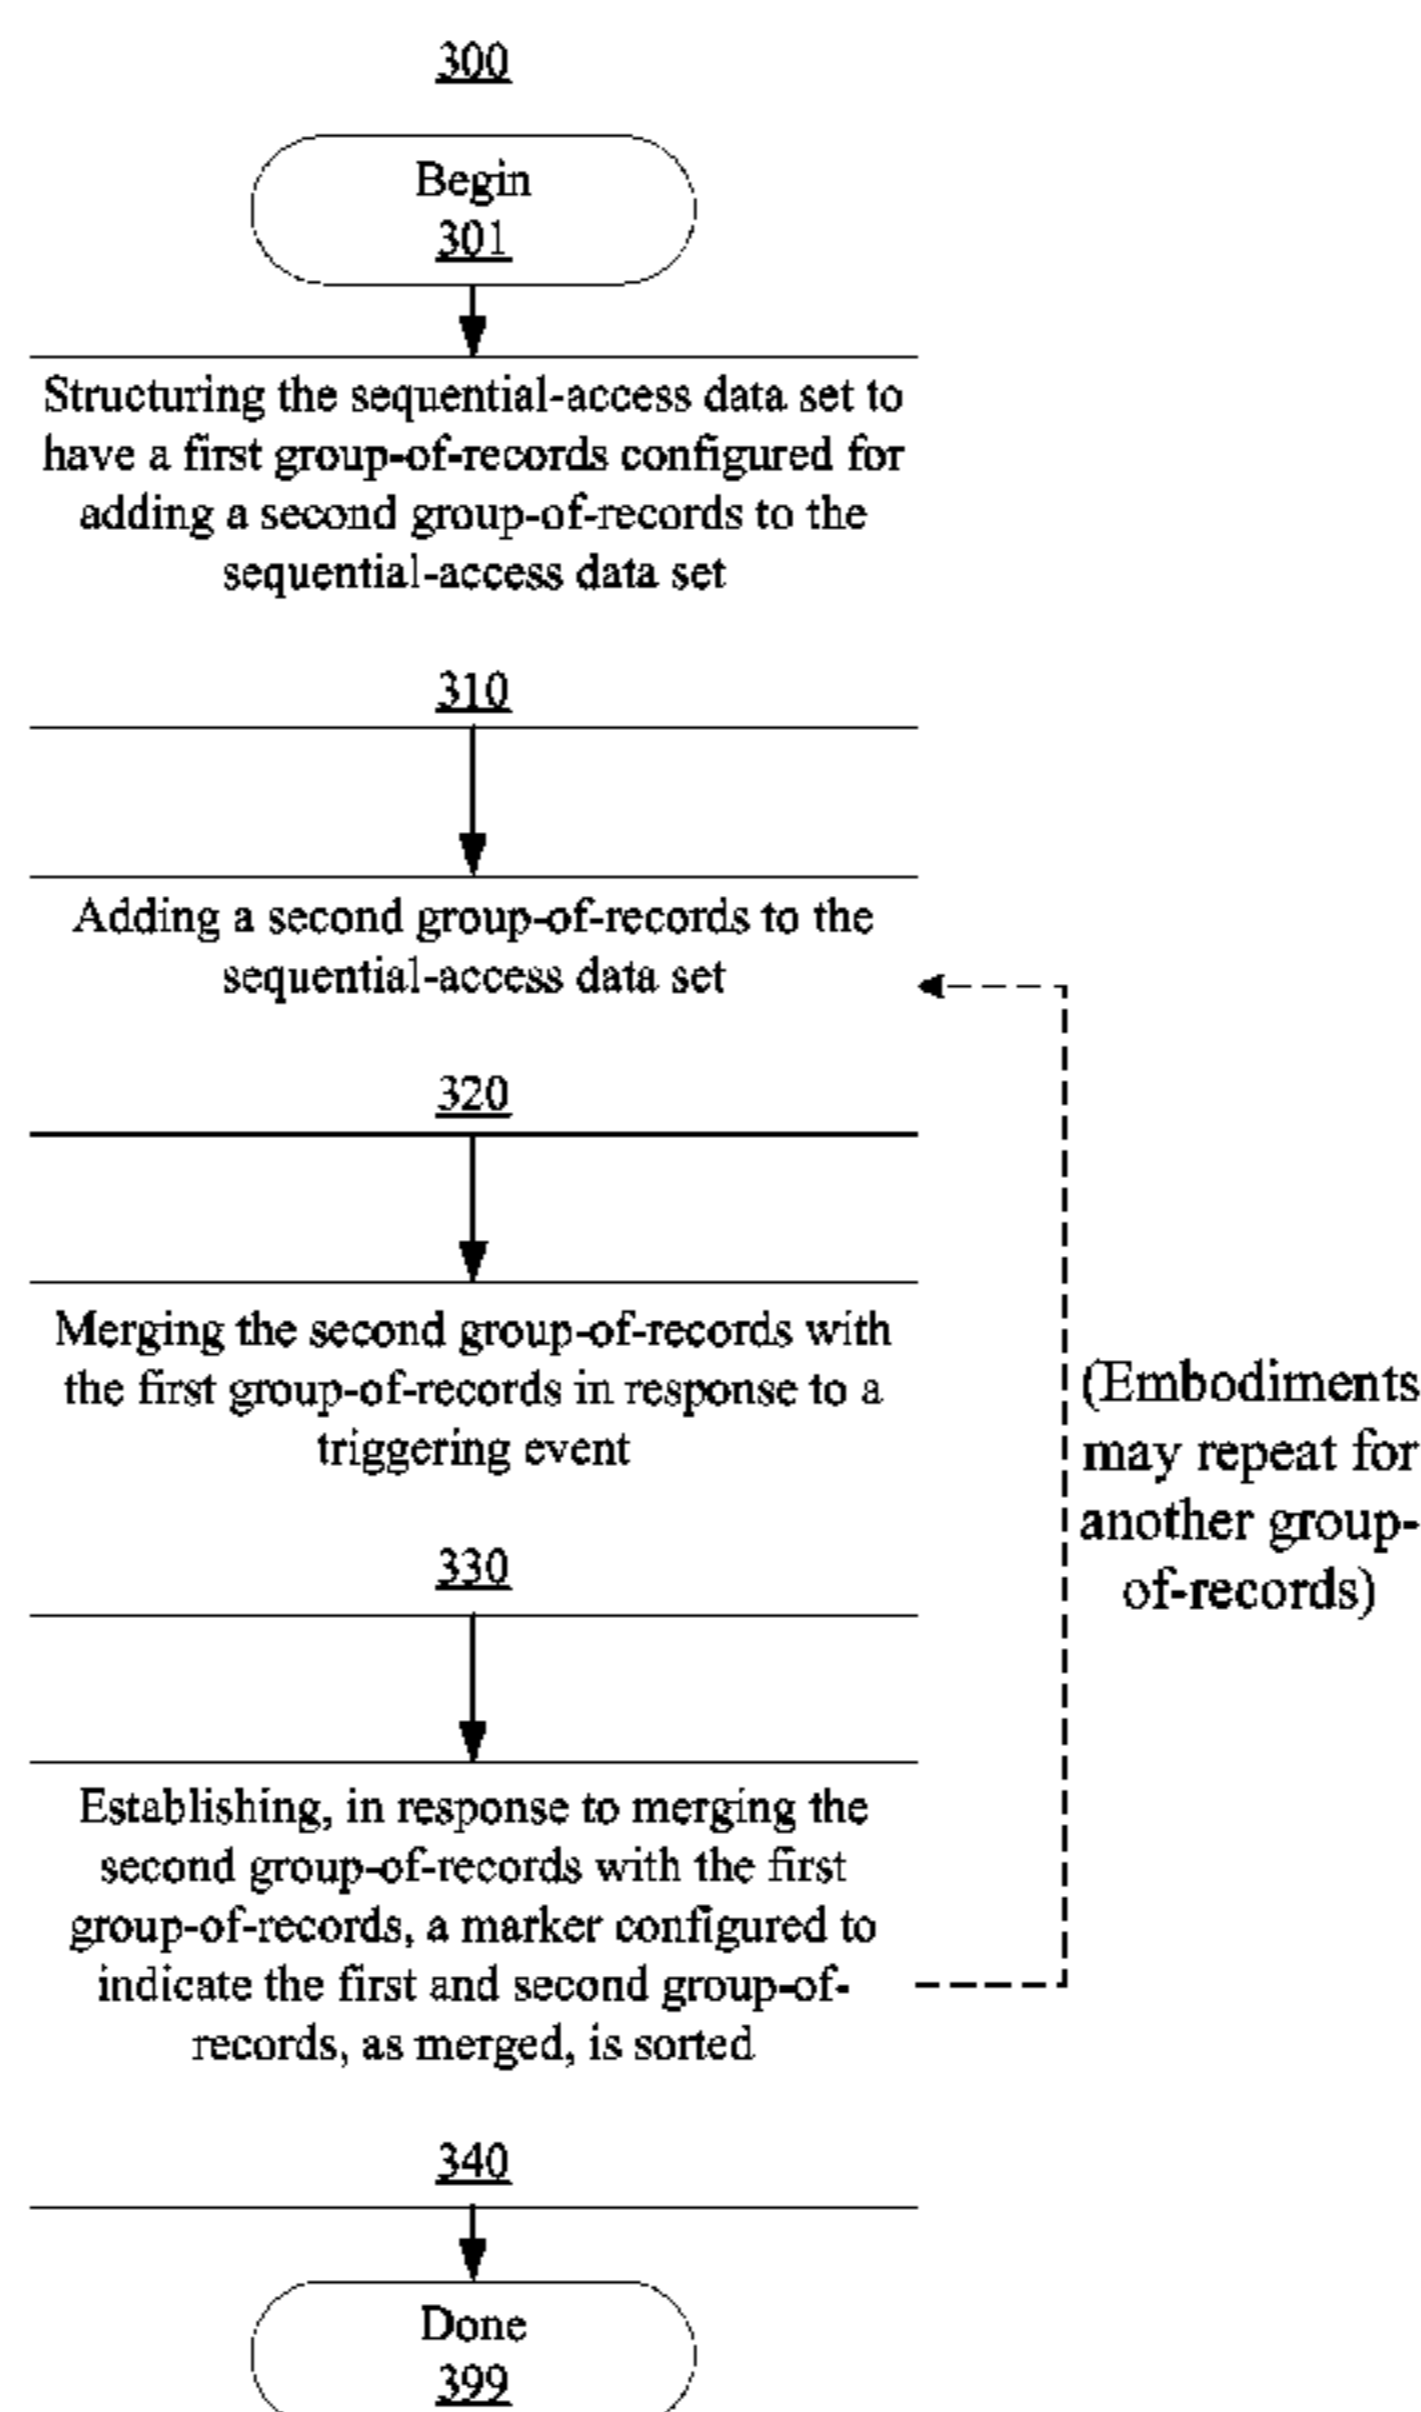 300
Begin
301
Structuring the sequential-access data set to
have a first group-of-records configured for
adding a second group-of-records to the
sequential-access data set
310
Adding a second group-of-records to the
sequential-access data set
320
Merging the second group-of-records with
the first group-of-records in response to a
triggering event
330
(Embodiments
may repeat for
another group-
of-records)
Establishing, in response to merging the
second group-of-records with the first
group-of-records, a marker configured to
indicate the first and second group-of-
records, as merged, is sorted
340
Done
399